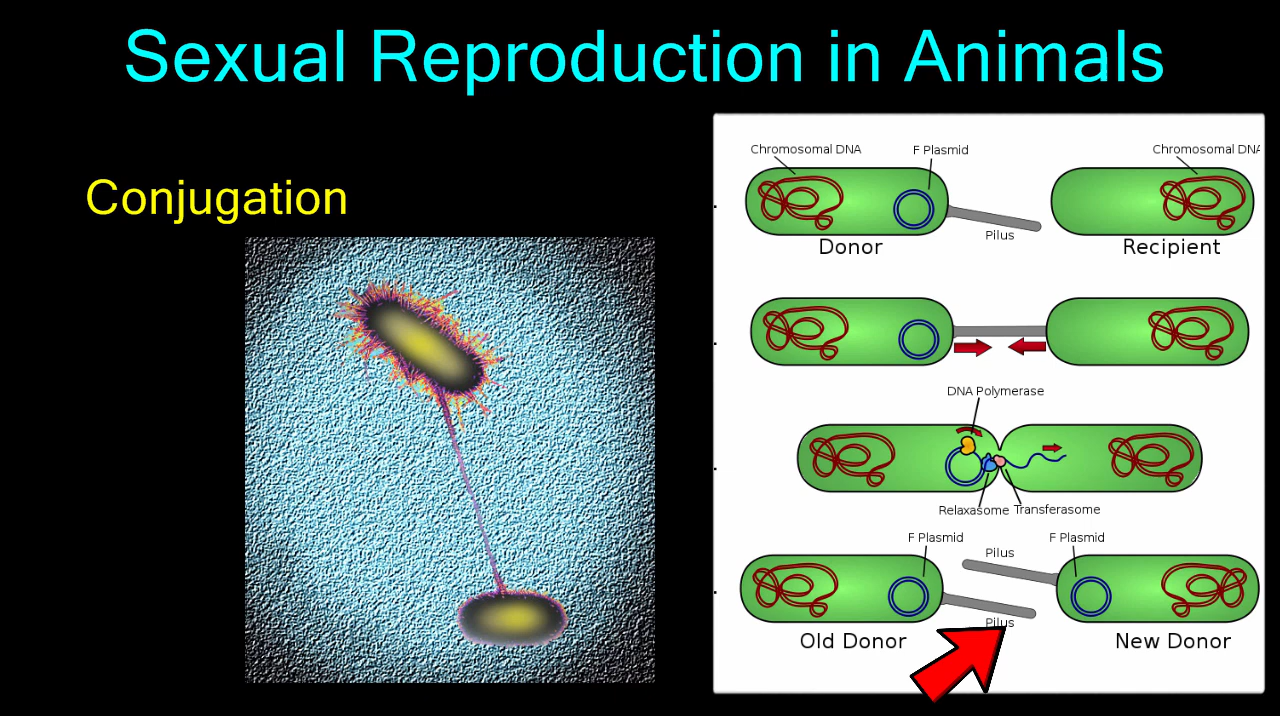 Sexual Reproduction in Animals
Conjugation
Chromosomal DNA
F Plasmid
Chromosomal DNA
Pilus
Donor
Recipient
DNA Polymerase
Relaxasome
Transferasome
F Plasmid
F Plasmid
Pilus
Pilus
Old Donor
New Donor